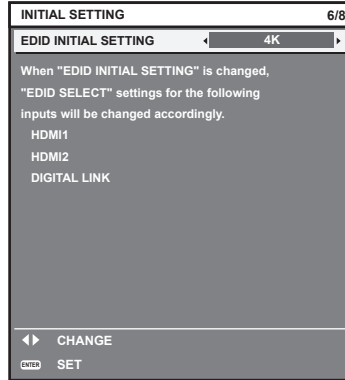 INITIAL SETTING 6/8
EDID INITIAL SETTING 4K
When "EDID INITIAL SETTING" is changed,
"EDID SELECT" settings for the following
inputs will be changed accordingly.
HDMI1
HDMI2
DIGITAL LINK
CHANGE
ENTER SET